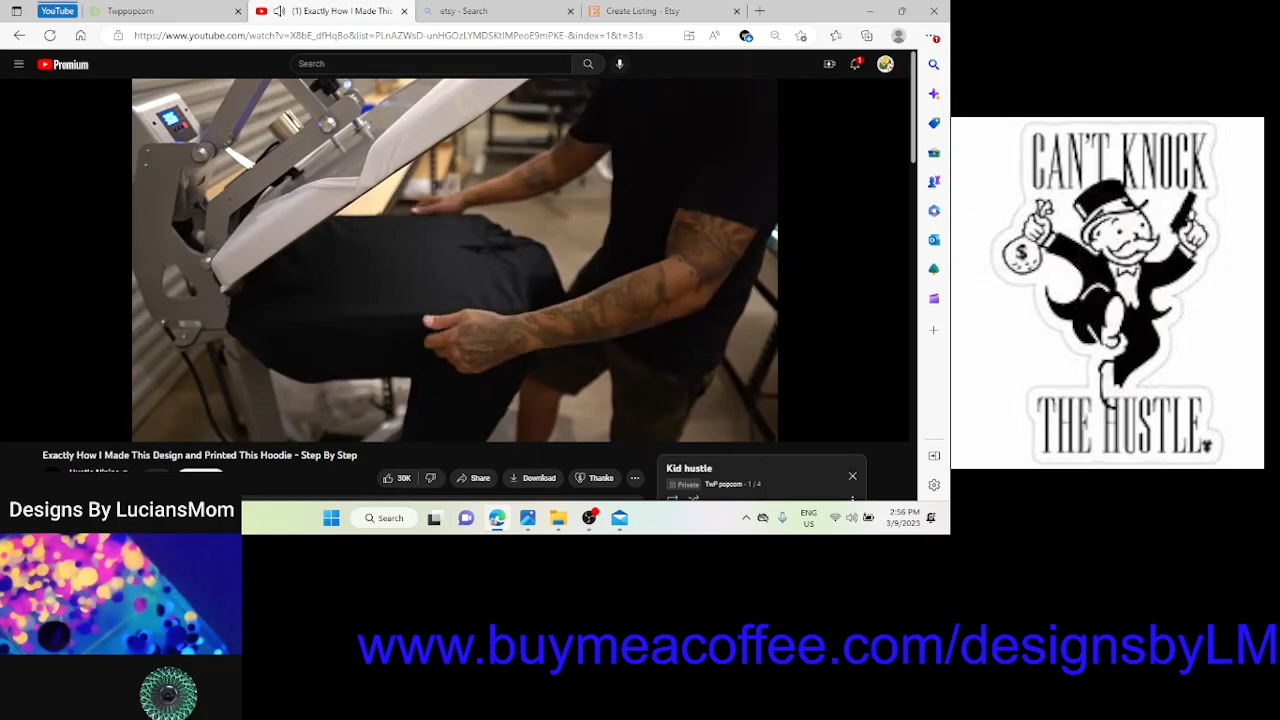 YouTube
Twppopcorn
(1) Exactly How I Made This
etsy - Search
Create Listing - Etsy
https://www.youtube.com/watch?v=X8bE_dfHqBo&list=PLnAZWsD-unHGOzLYMDSKtlMPeoE9mPKE-&index=1&t=31s
Premium
Search
1
CAN'T KNOCK
$
THE HUSTLE
Exactly How I Made This Design and Printed This Hoodie - Step By Step
30K
Share
Download
Thanks
Kid hustle
Private TwP popcorn - 1 / 4
Designs By LuciansMom
Search
ENG
US
2:56 PM
3/9/2023
www.buymeacoffee.com/designsbyLM